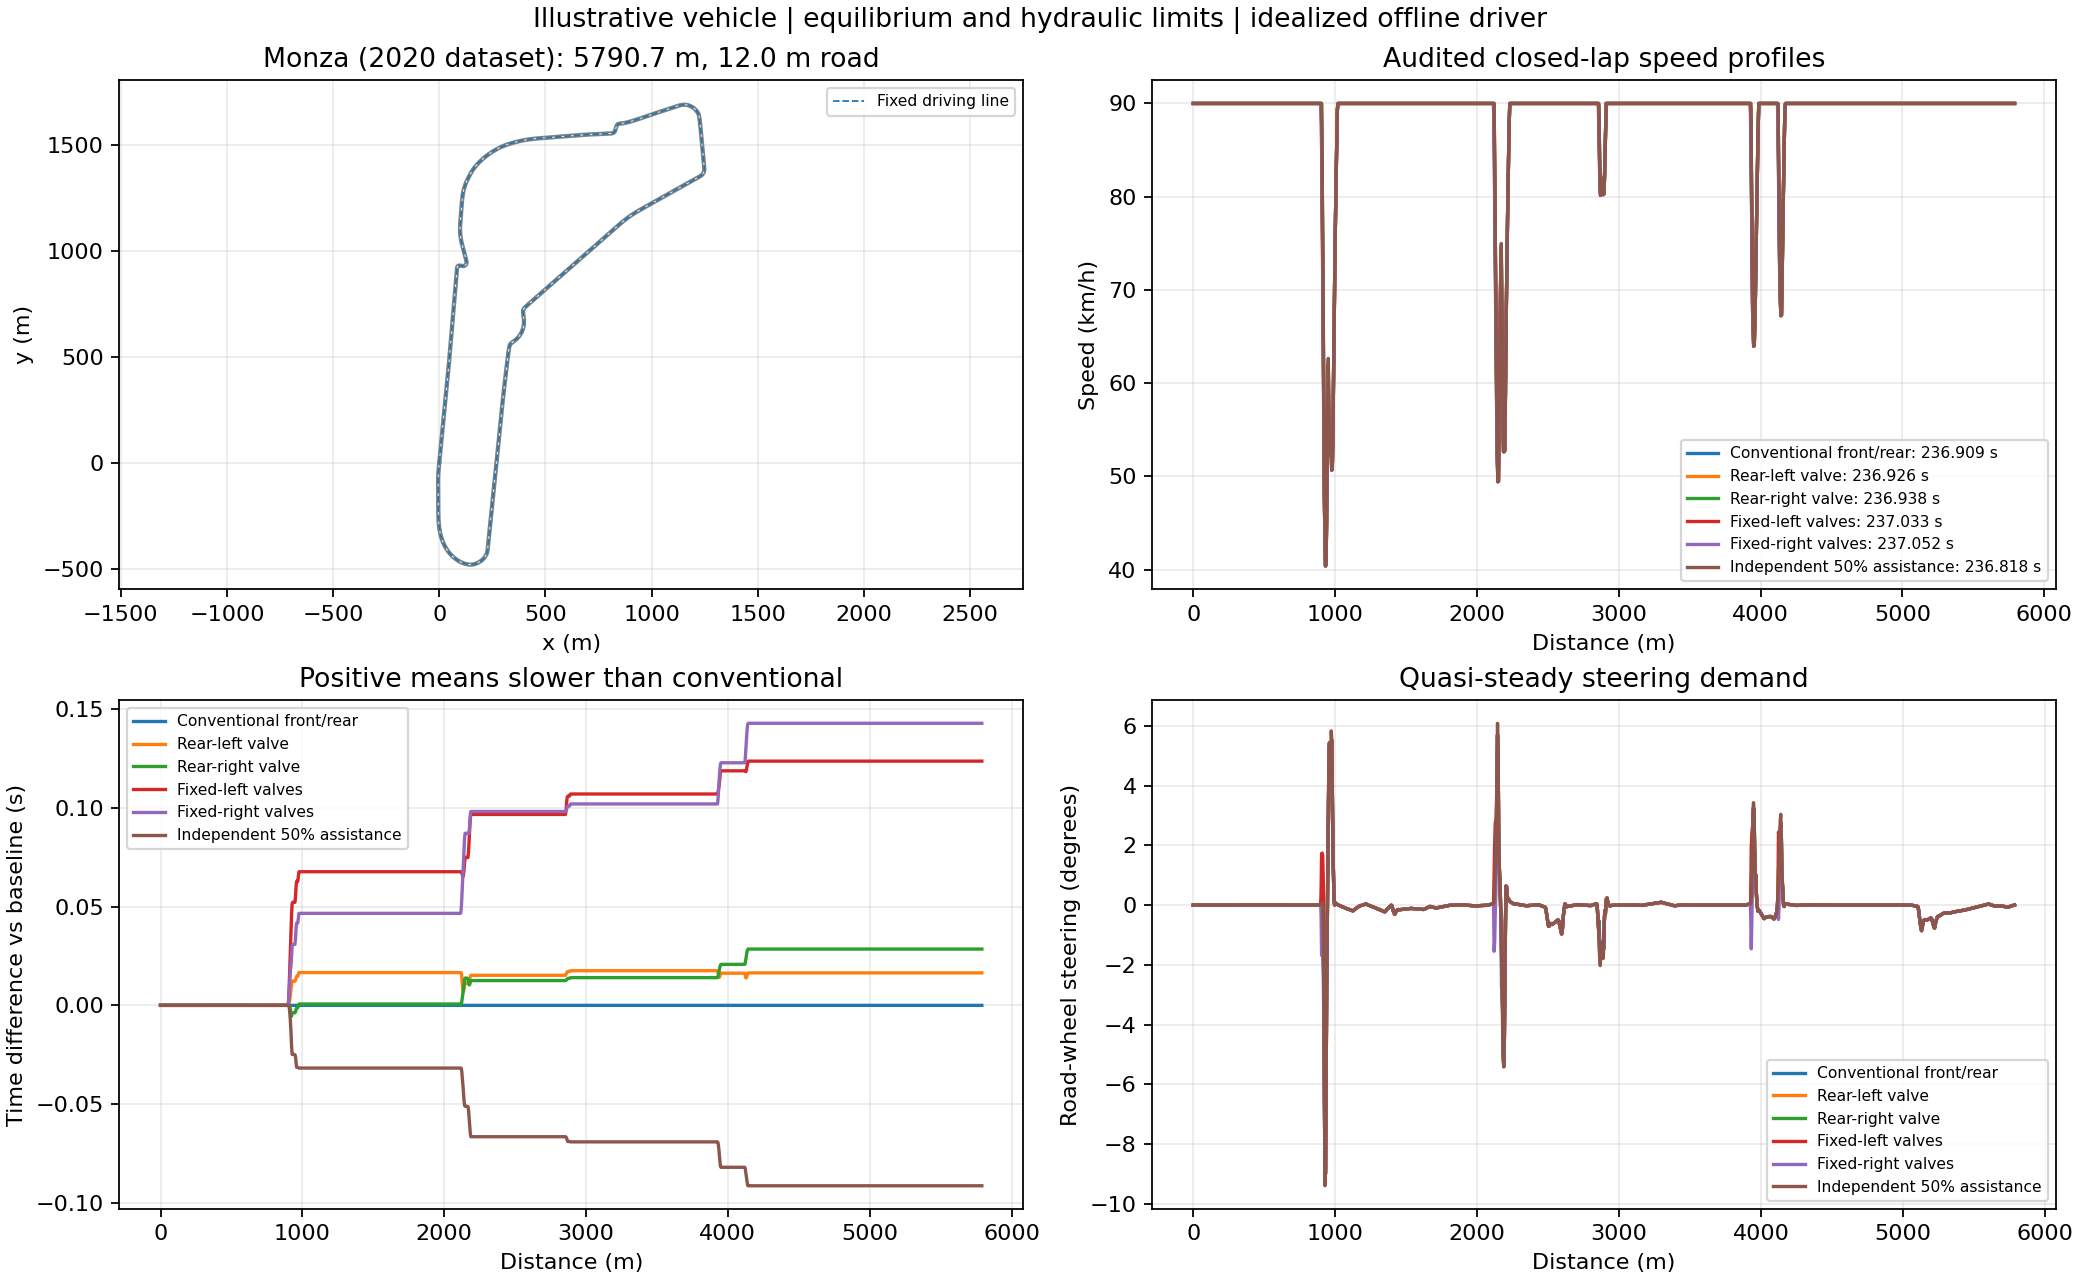 Illustrative vehicle | equilibrium and hydraulic limits | idealized offline driver
Monza (2020 dataset): 5790.7 m, 12.0 m road
Fixed driving line
y (m)
1500
1000
500
0
−500
−1500
−1000
−500
0
500
1000
1500
2000
2500
x (m)
Audited closed-lap speed profiles
Speed (km/h)
90
80
70
60
50
40
Conventional front/rear: 236.909 s
Rear-left valve: 236.926 s
Rear-right valve: 236.938 s
Fixed-left valves: 237.033 s
Fixed-right valves: 237.052 s
Independent 50% assistance: 236.818 s
0
1000
2000
3000
4000
5000
6000
Distance (m)
Positive means slower than conventional
Time difference vs baseline (s)
0.15
0.10
0.05
0.00
−0.05
−0.10
Conventional front/rear
Rear-left valve
Rear-right valve
Fixed-left valves
Fixed-right valves
Independent 50% assistance
0
1000
2000
3000
4000
5000
6000
Distance (m)
Quasi-steady steering demand
Road-wheel steering (degrees)
6
4
2
0
−2
−4
−6
−8
−10
Conventional front/rear
Rear-left valve
Rear-right valve
Fixed-left valves
Fixed-right valves
Independent 50% assistance
0
1000
2000
3000
4000
5000
6000
Distance (m)